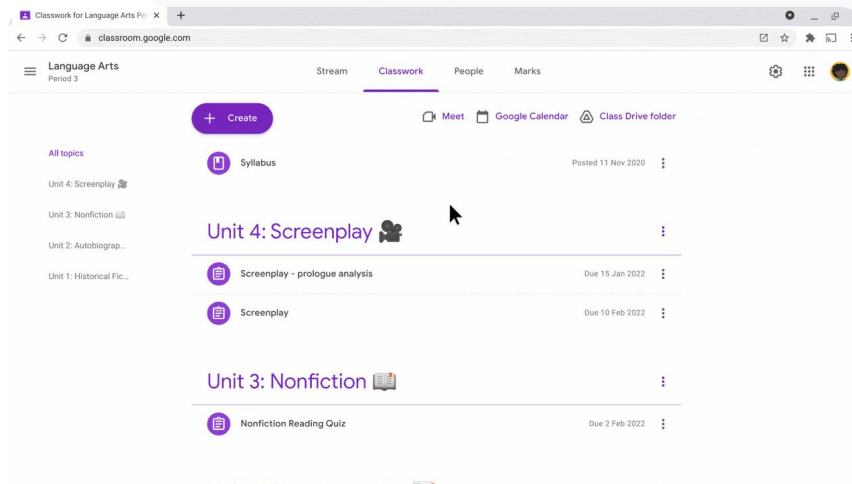 Classwork for Language Arts Pe
classroom.google.com
Language Arts
Period 3
Stream Classwork People Marks
Create
Meet Google Calendar Class Drive folder
All topics
Unit 4: Screenplay 🎥
Unit 3: Nonfiction 📖
Unit 2: Autobiograp...
Unit 1: Historical Fic...
Syllabus Posted 11 Nov 2020
Unit 4: Screenplay 🎥
Screenplay - prologue analysis Due 15 Jan 2022
Screenplay Due 10 Feb 2022
Unit 3: Nonfiction 📖
Nonfiction Reading Quiz Due 2 Feb 2022